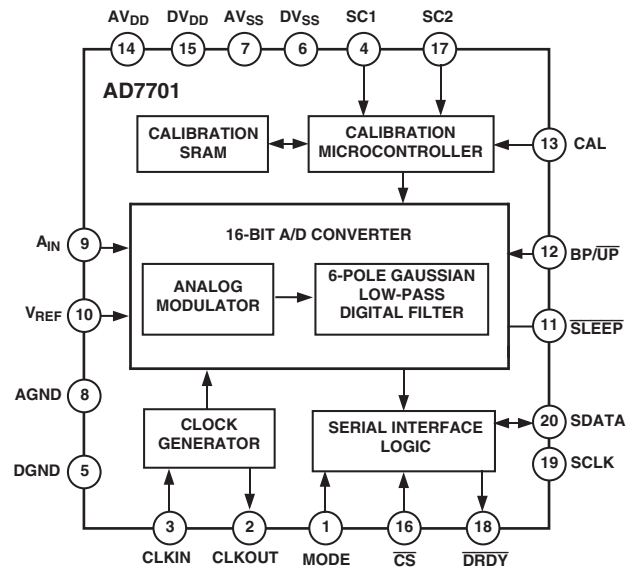 AVDD DVDD AVSS DVSS SC1 SC2
14 15 7 6 4 17
AD7701
CALIBRATION
SRAM
CALIBRATION
MICROCONTROLLER
13 CAL
16-BIT A/D CONVERTER
AIN
9
12 BP/UP
ANALOG
MODULATOR
6-POLE GAUSSIAN
LOW-PASS
DIGITAL FILTER
VREF
10
11 SLEEP
AGND
8
CLOCK
GENERATOR
SERIAL INTERFACE
LOGIC
20 SDATA
DGND
5
19 SCLK
3 2 1 16 18
CLKIN CLKOUT MODE CS DRDY